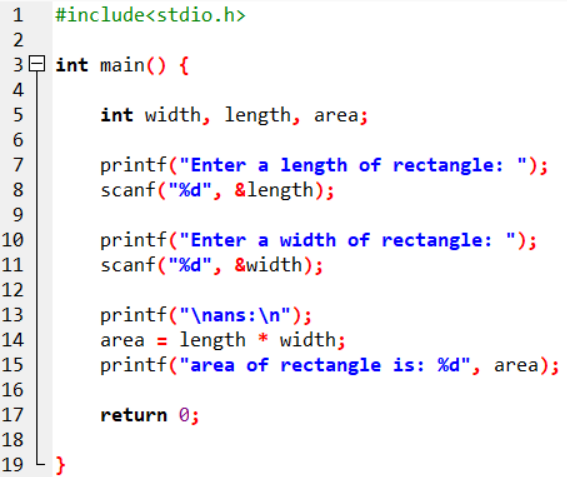 1 #include<stdio.h>
2
3 int main() {
4
5 int width, length, area;
6
7 printf("Enter a length of rectangle: ");
8 scanf("%d", &length);
9
10 printf("Enter a width of rectangle: ");
11 scanf("%d", &width);
12
13 printf("\nans:\n");
14 area = length * width;
15 printf("area of rectangle is: %d", area);
16
17 return 0;
18
19 }